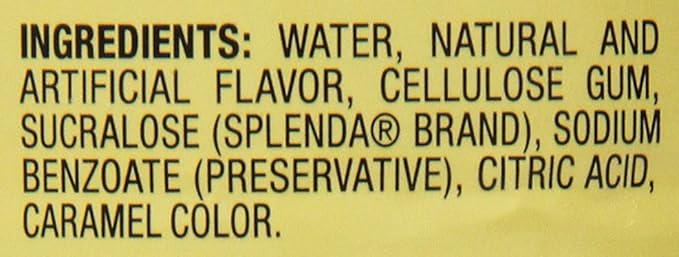 INGREDIENTS: WATER, NATURAL AND
ARTIFICIAL FLAVOR, CELLULOSE GUM,
SUCRALOSE (SPLENDA® BRAND), SODIUM
BENZOATE (PRESERVATIVE), CITRIC ACID,
CARAMEL COLOR.